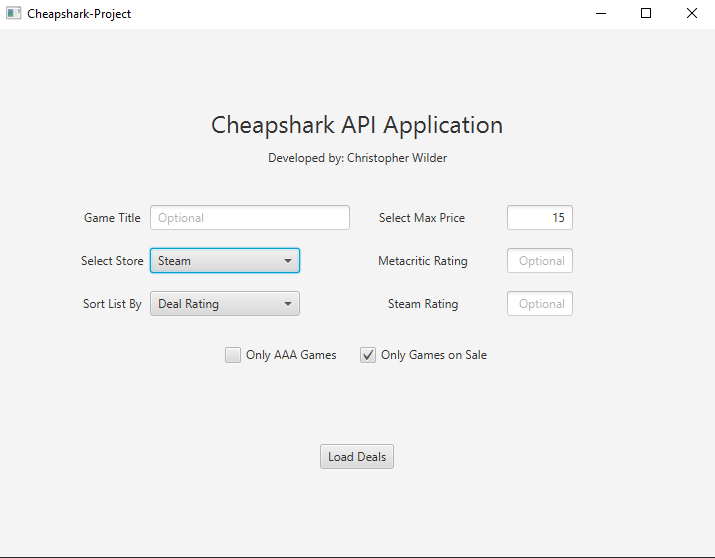 Cheapshark-Project
Cheapshark API Application
Developed by: Christopher Wilder
Game Title Optional Select Max Price 15
Select Store Steam Metacritic Rating Optional
Sort List By Deal Rating Steam Rating Optional
Only AAA Games Only Games on Sale
Load Deals